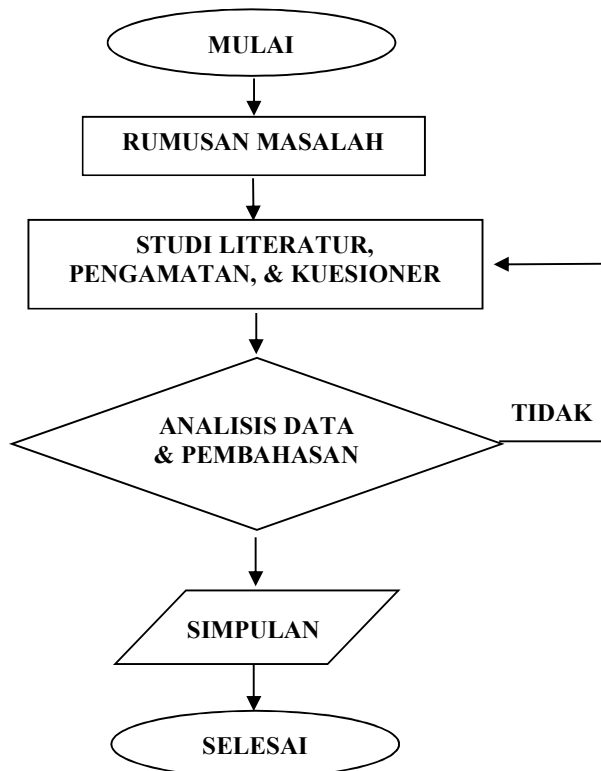 MULAI
RUMUSAN MASALAH
STUDI LITERATUR,
PENGAMATAN, & KUESIONER
ANALISIS DATA
& PEMBAHASAN
TIDAK
SIMPULAN
SELESAI